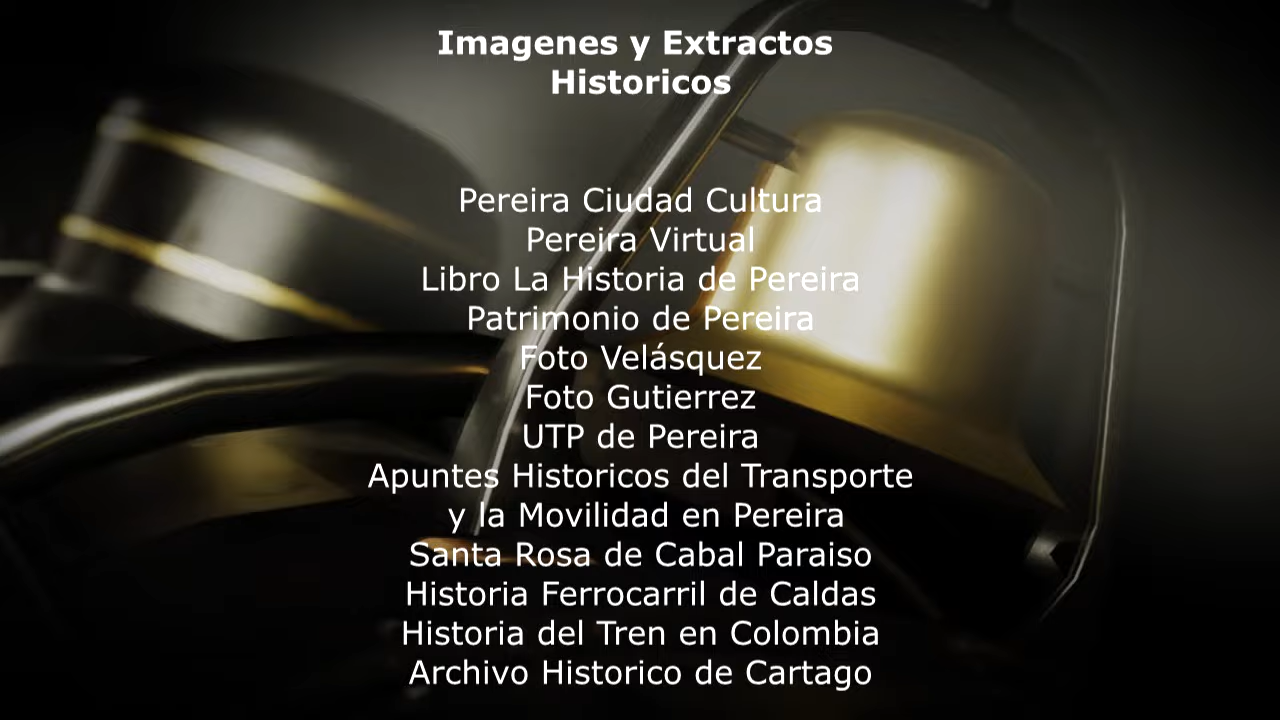 Imagenes y Extractos
Historicos
Pereira Ciudad Cultura
Pereira Virtual
Libro La Historia de Pereira
Patrimonio de Pereira
Foto Velásquez
Foto Gutierrez
UTP de Pereira
Apuntes Historicos del Transporte
y la Movilidad en Pereira
Santa Rosa de Cabal Paraiso
Historia Ferrocarril de Caldas
Historia del Tren en Colombia
Archivo Historico de Cartago